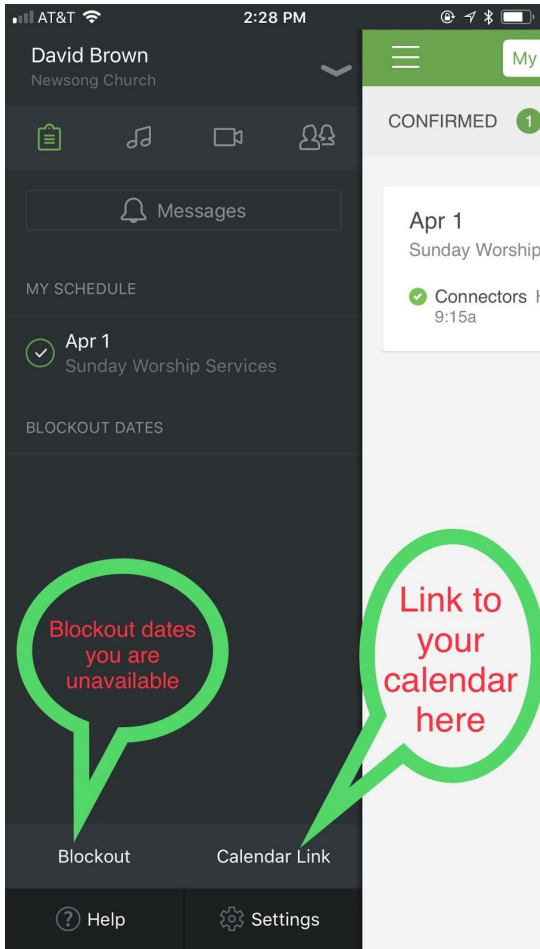 AT&T 2:28 PM
David Brown
Newsong Church
My
CONFIRMED 1
Messages
MY SCHEDULE
Apr 1
Sunday Worship Services
BLOCKOUT DATES
Apr 1
Sunday Worship
Connectors H
9:15a
Blockout dates
you are
unavailable
Link to
your
calendar
here
Blockout
Calendar Link
? Help
Settings